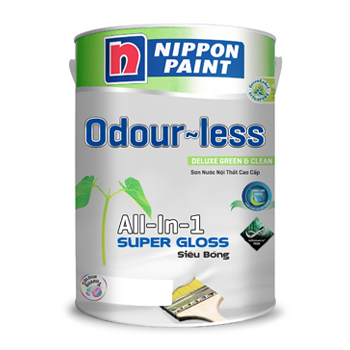 n
NIPPON
PAINT
Odour~less
DELUXE GREEN & CLEAN
Sơn Nước Nội Thất Cao Cấp
All-In-1
SUPER GLOSS
Siêu Bóng